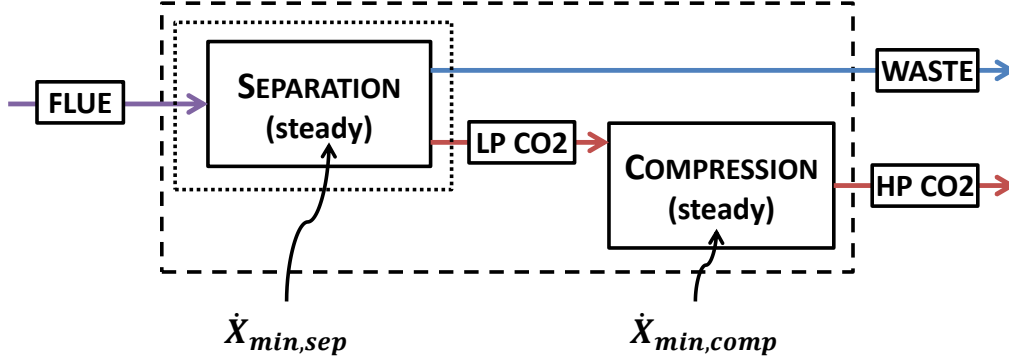 FLUE
SEPARATION
(steady)
WASTE
LP CO2
COMPRESSION
(steady)
HP CO2
Ẋmin,sep
Ẋmin,comp